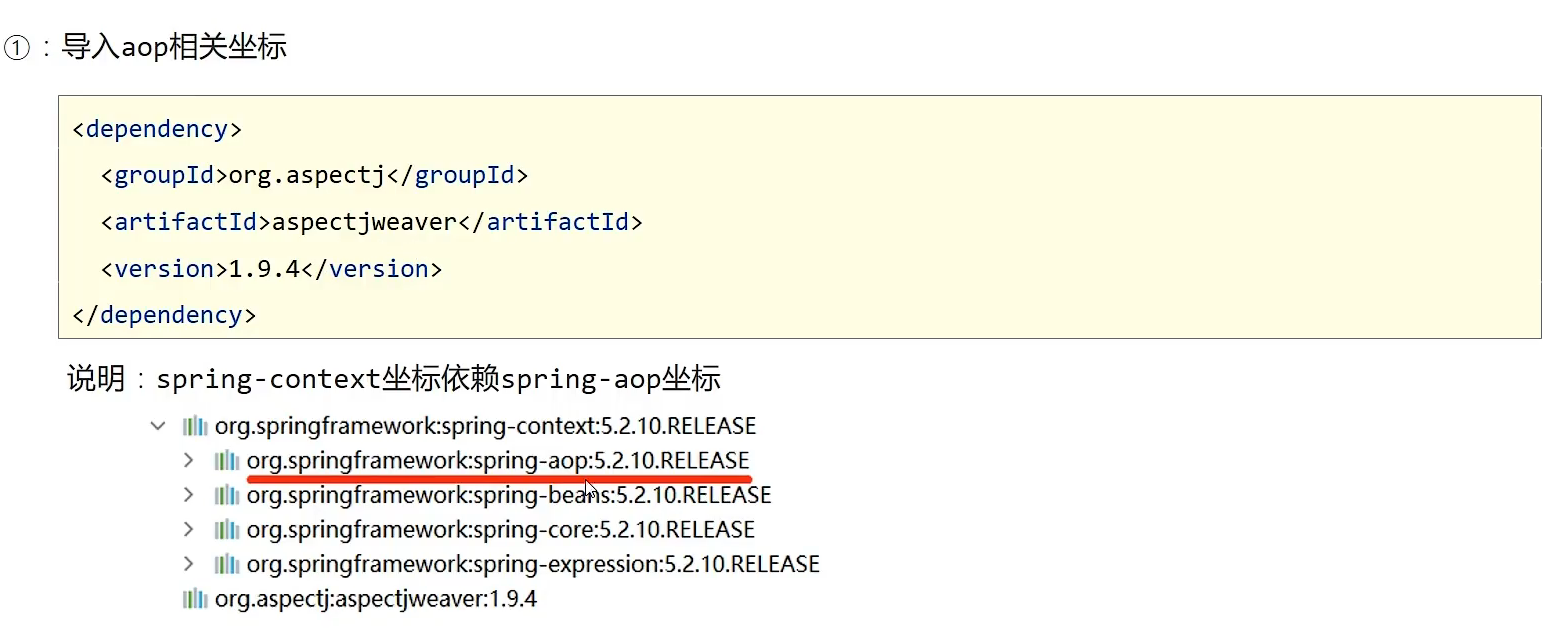 ①：导入aop相关坐标
<dependency>
<groupId>org.aspectj</groupId>
<artifactId>aspectjweaver</artifactId>
<version>1.9.4</version>
</dependency>
说明：spring-context坐标依赖spring-aop坐标
org.springframework:spring-context:5.2.10.RELEASE
org.springframework:spring-aop:5.2.10.RELEASE
org.springframework:spring-beans:5.2.10.RELEASE
org.springframework:spring-core:5.2.10.RELEASE
org.springframework:spring-expression:5.2.10.RELEASE
org.aspectj:aspectjweaver:1.9.4